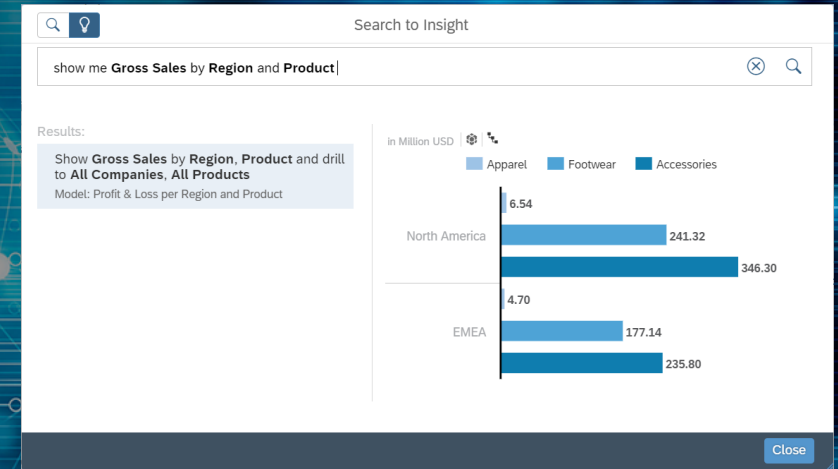 Search to Insight
show me Gross Sales by Region and Product
Results:
Show Gross Sales by Region, Product and drill
to All Companies, All Products
Model: Profit & Loss per Region and Product
in Million USD
Apparel Footwear Accessories
6.54
North America 241.32
346.30
4.70
EMEA 177.14
235.80
Close